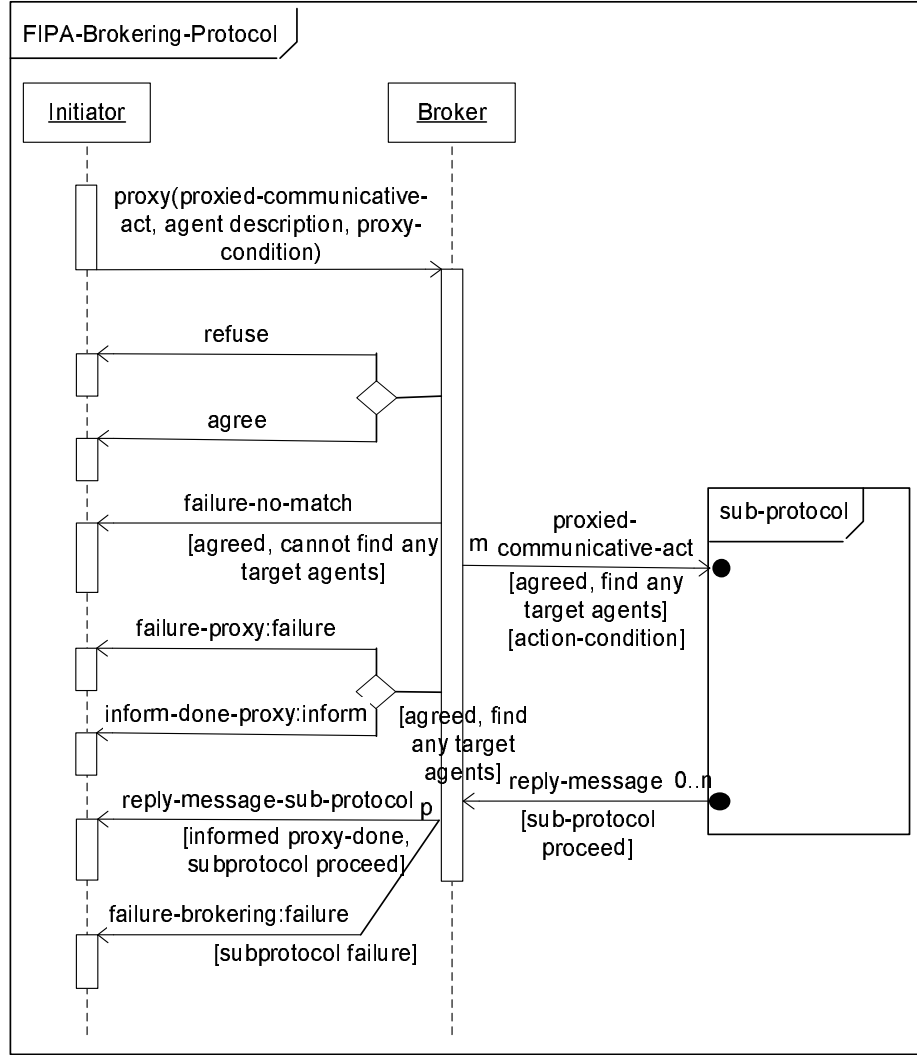 FIPA-Brokering-Protocol
Initiator
Broker
proxy(proxied-communicative-
act, agent description, proxy-
condition)
refuse
agree
failure-no-match
[agreed, cannot find any
target agents]
m
proxied-
communicative-act
[agreed, find any
target agents]
[action-condition]
sub-protocol
failure-proxy:failure
inform-done-proxy:inform
[agreed, find
any target
agents]
reply-message 0..n
[sub-protocol
proceed]
reply-message-sub-protocol
p
[informed proxy-done,
subprotocol proceed]
failure-brokering:failure
[subprotocol failure]